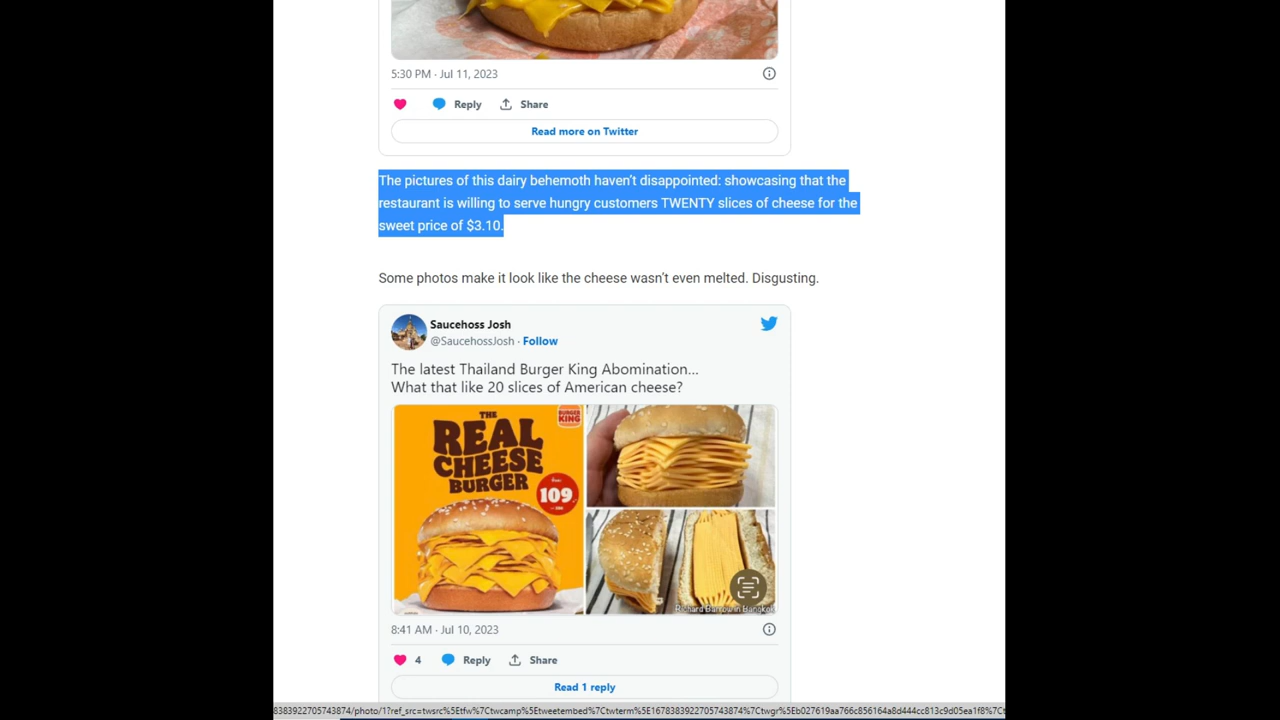 5:30 PM · Jul 11, 2023
Reply Share
Read more on Twitter
The pictures of this dairy behemoth haven't disappointed: showcasing that the
restaurant is willing to serve hungry customers TWENTY slices of cheese for the
sweet price of $3.10.
Some photos make it look like the cheese wasn't even melted. Disgusting.
Saucehoss Josh
@SaucehossJosh · Follow
The latest Thailand Burger King Abomination...
What that like 20 slices of American cheese?
THE
REAL
CHEESE
BURGER
BURGER
KING
109
Richard Barrow in Bangkok
8:41 AM · Jul 10, 2023
4 Reply Share
Read 1 reply